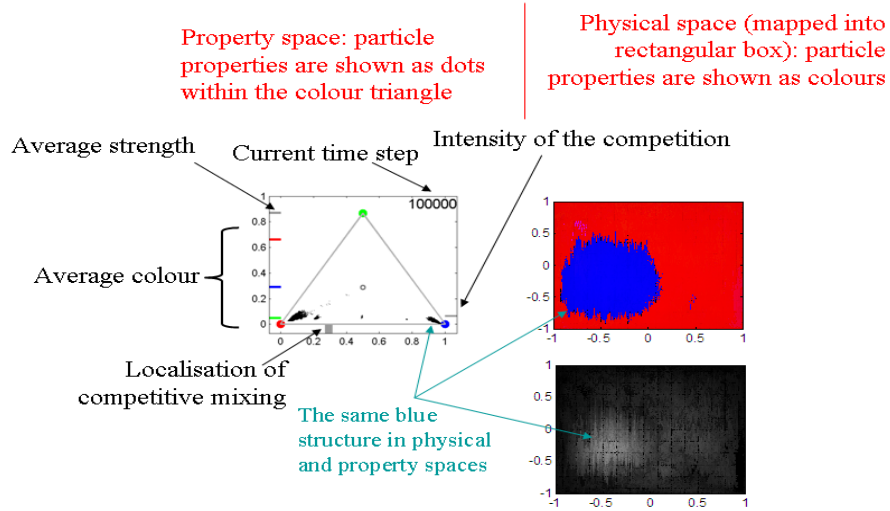 Property space: particle
properties are shown as dots
within the colour triangle
Physical space (mapped into
rectangular box): particle
properties are shown as colours
Average strength
Current time step
Intensity of the competition
Average colour
Localisation of
competitive mixing
The same blue
structure in physical
and property spaces
100000
1
0.8
0.6
0.4
0.2
0
0
0.2
0.4
0.6
0.8
1
1
0.5
0
-0.5
-1
-1
-0.5
0
0.5
1
1
0.5
0
-0.5
-1
-1
-0.5
0
0.5
1